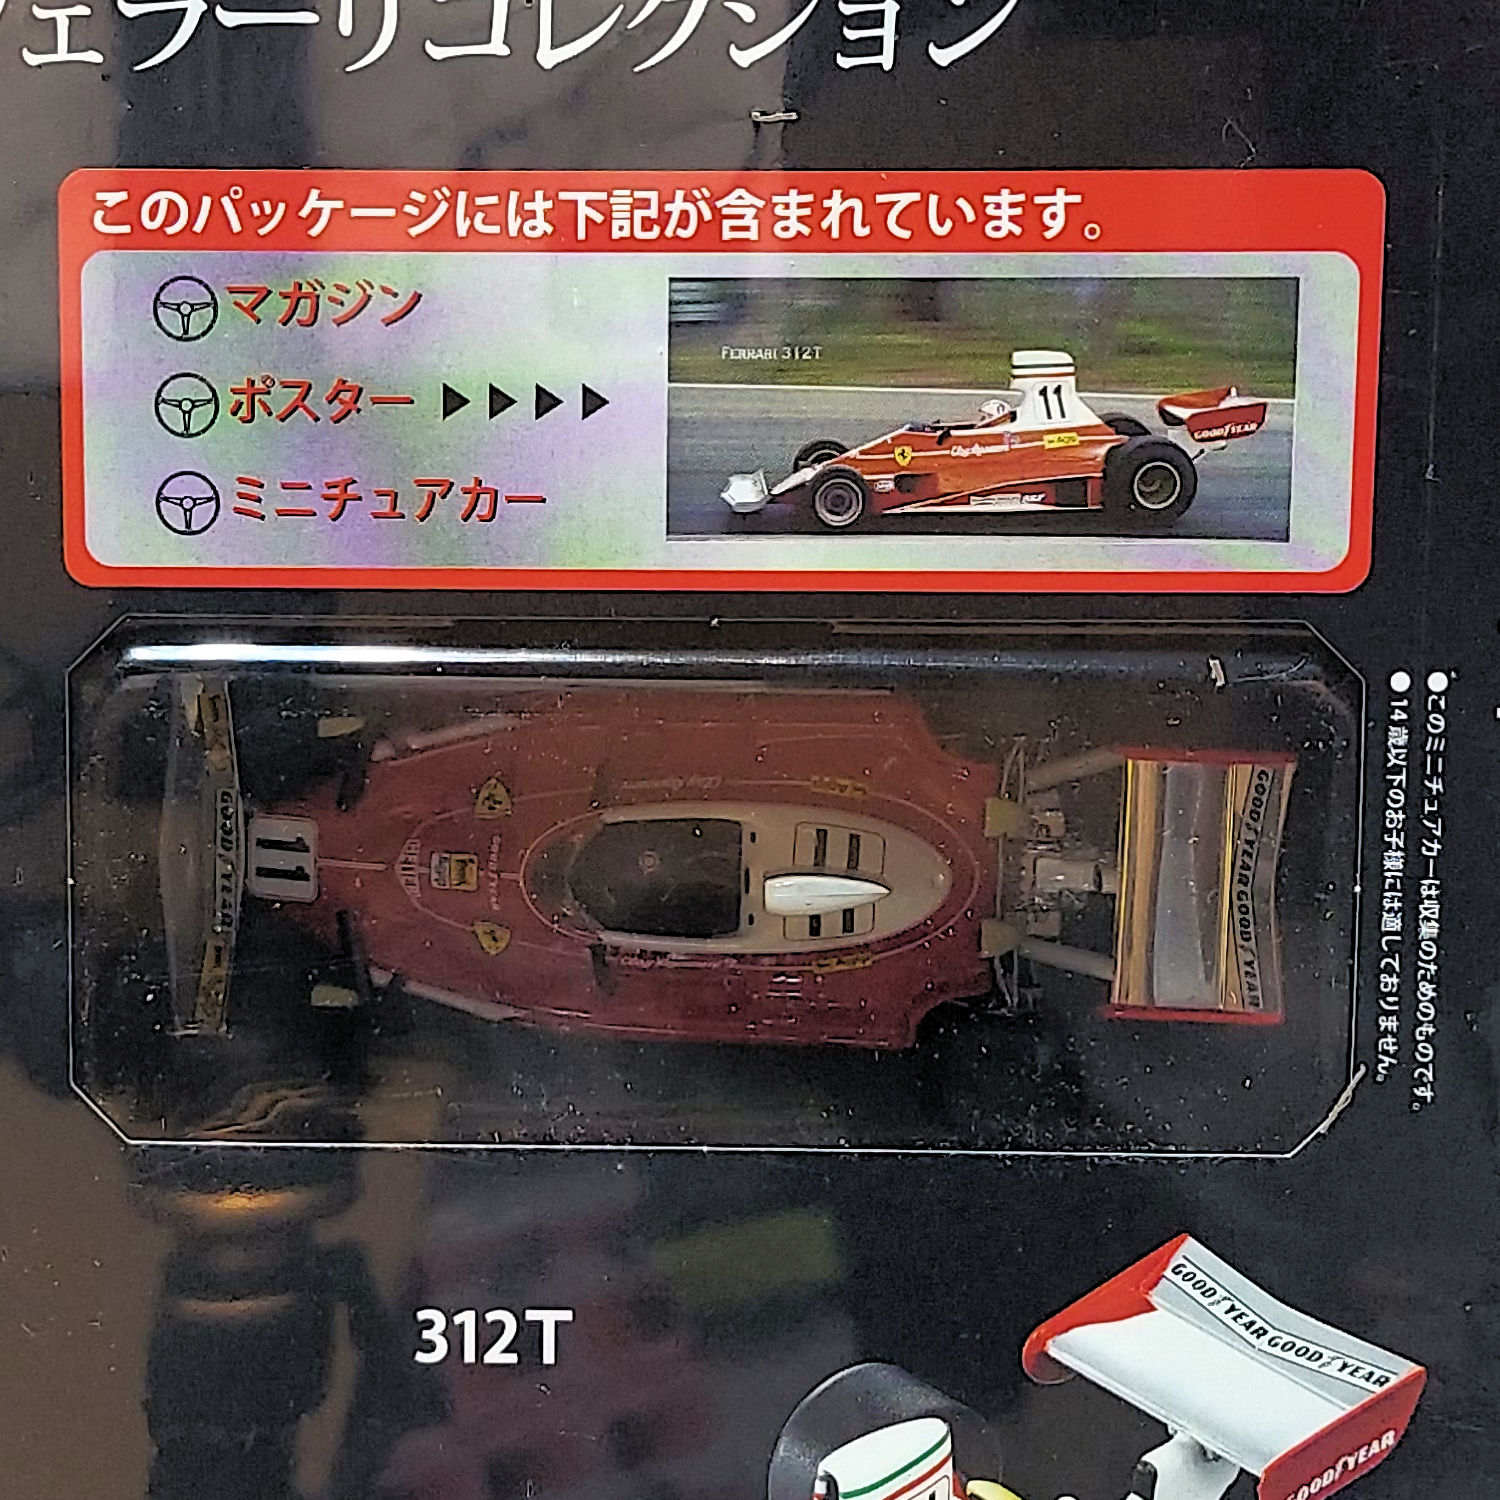 ェラーリコレクション
このパッケージには下記が含まれています。
マガジン
ポスター ▶▶▶▶
ミニチュアカー
FERRARI 312T
11
GOODYEAR
●このミニチュアカーは収集のためのものです。
●14歳以下のお子様には適しておりません。
GOODYEAR
11
GOODYEAR GOODYEAR
312T
GOODYEAR GOODYEAR
GOODYEAR